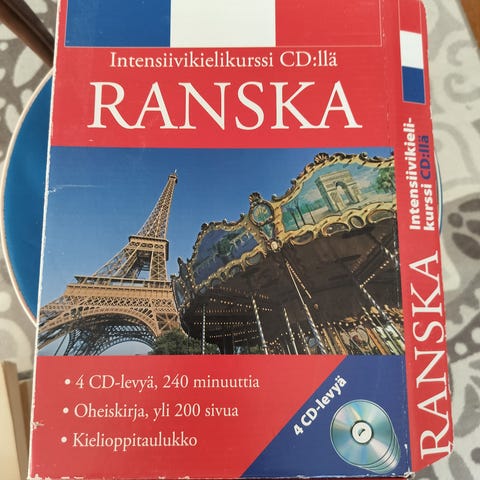 Intensiivikielikurssi CD:llä
RANSKA
• 4 CD-levyä, 240 minuuttia
• Oheiskirja, yli 200 sivua
• Kielioppitaulukko
4 CD-levyä
Intensiivikieli-
kurssi CD:llä
RANSKA